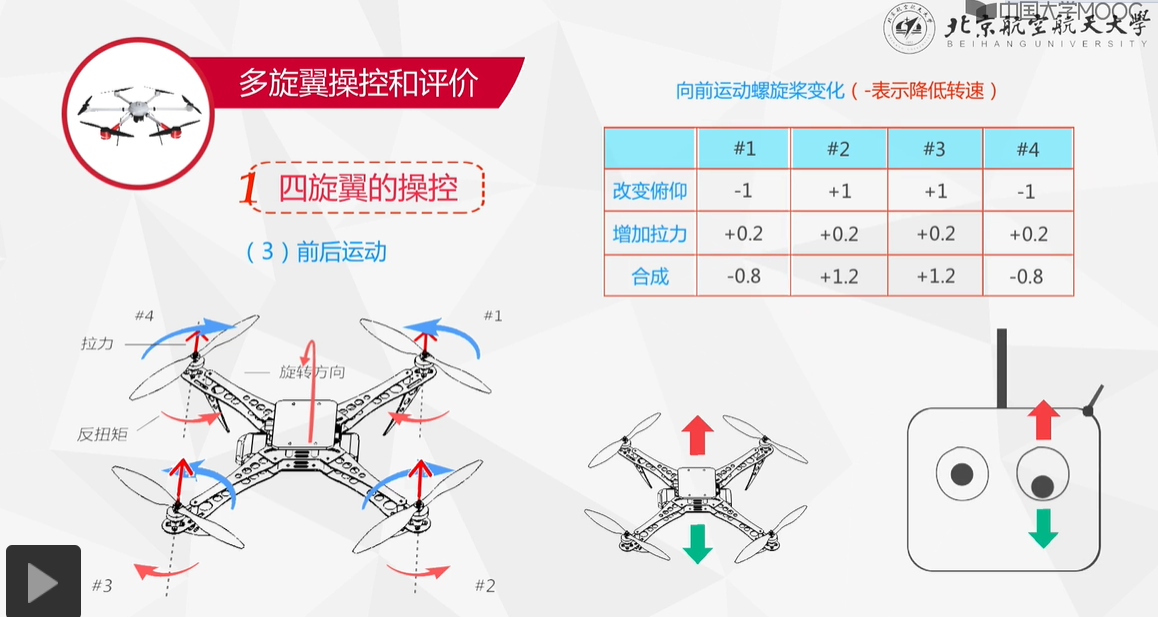 中国大学MOOC
北京航空航天大学
BEIHANG UNIVERSITY
多旋翼操控和评价
1 四旋翼的操控
（3）前后运动
向前运动螺旋桨变化（-表示降低转速）
#1 #2 #3 #4
改变俯仰 -1 +1 +1 -1
增加拉力 +0.2 +0.2 +0.2 +0.2
合成 -0.8 +1.2 +1.2 -0.8
#4 #1
拉力
旋转方向
反扭矩
#3 #2